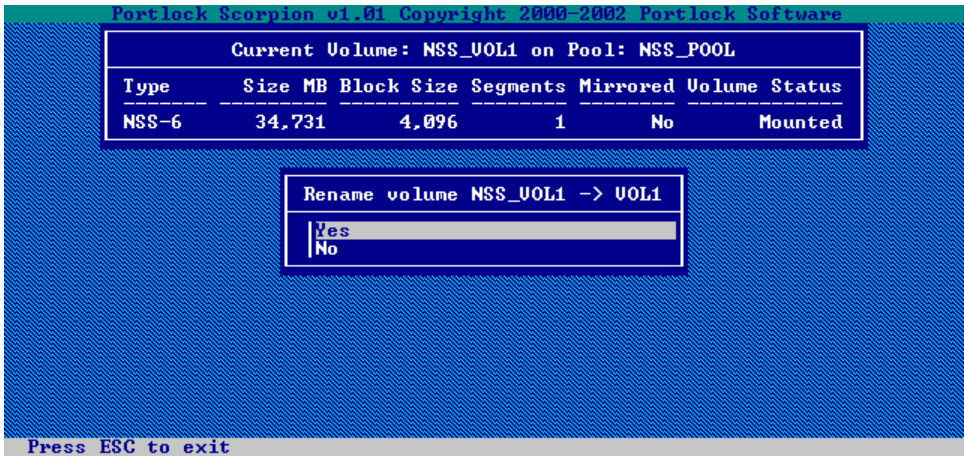 Portlock Scorpion v1.01 Copyright 2000-2002 Portlock Software
Current Volume: NSS_VOL1 on Pool: NSS_POOL
Type Size MB Block Size Segments Mirrored Volume Status
NSS-6 34,731 4,096 1 No Mounted
Rename volume NSS_VOL1 -> VOL1
Yes
No
Press ESC to exit